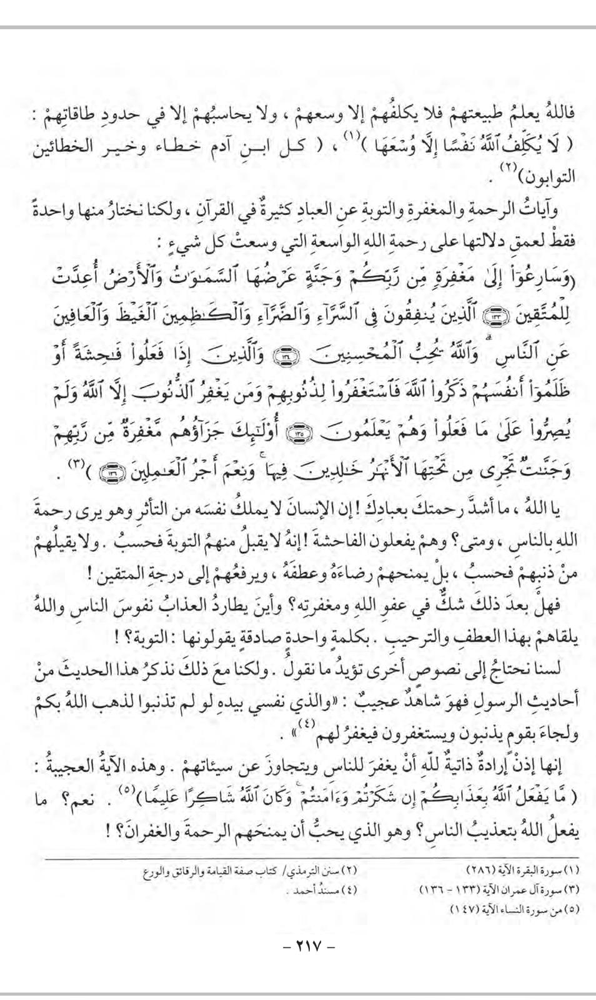 فاللهُ يعلمُ طبيعتهمْ فلا يكلفُهمْ إلا وسعهمْ ، ولا يحاسبُهمْ إلا في حدودِ طاقاتِهمْ :
( لَا يُكَلِّفُ ٱللَّهُ نَفْسًا إِلَّا وُسْعَهَا )(١) ، ( كـل ابـنِ آدم خـطـاء وخـيـر الخطائين
التوابون)(٢) .
وآياتُ الرحمةِ والمغفرةِ والتوبةِ عنِ العبادِ كثيرةٌ في القرآنِ ، ولكنا نختارُ منها واحدةً
فقطْ لعمقِ دلالتها على رحمةِ اللهِ الواسعةِ التي وسعتْ كل شيءٍ :
(وَسَارِعُوٓا۟ إِلَىٰ مَغْفِرَةٍ مِّن رَّبِّكُمْ وَجَنَّةٍ عَرْضُهَا ٱلسَّمَـٰوَٰتُ وَٱلْأَرْضُ أُعِدَّتْ
لِلْمُتَّقِينَ ١٣٣ ٱلَّذِينَ يُنفِقُونَ فِى ٱلسَّرَّآءِ وَٱلضَّرَّآءِ وَٱلْكَـٰظِمِينَ ٱلْغَيْظَ وَٱلْعَافِينَ
عَنِ ٱلنَّاسِ ۗ وَٱللَّهُ يُحِبُّ ٱلْمُحْسِنِينَ ١٣٤ وَٱلَّذِينَ إِذَا فَعَلُوا۟ فَـٰحِشَةً أَوْ
ظَلَمُوٓا۟ أَنفُسَهُمْ ذَكَرُوا۟ ٱللَّهَ فَٱسْتَغْفَرُوا۟ لِذُنُوبِهِمْ وَمَن يَغْفِرُ ٱلذُّنُوبَ إِلَّا ٱللَّهُ وَلَمْ
يُصِرُّوا۟ عَلَىٰ مَا فَعَلُوا۟ وَهُمْ يَعْلَمُونَ ١٣٥ أُو۟لَـٰٓئِكَ جَزَآؤُهُم مَّغْفِرَةٌ مِّن رَّبِّهِمْ
وَجَنَّـٰتٌ تَجْرِى مِن تَحْتِهَا ٱلْأَنْهَـٰرُ خَـٰلِدِينَ فِيهَا ۚ وَنِعْمَ أَجْرُ ٱلْعَـٰمِلِينَ ١٣٦ )(٣) .
يا اللهُ ، ما أشدَّ رحمتكَ بعبادِكَ ! إن الإنسانَ لا يملكُ نفسَه من التأثرِ وهو يرى رحمةَ
اللهِ بالناسِ ، ومتى ؟ وهمْ يفعلون الفاحشةَ ! إنهُ لا يقبلُ منهمُ التوبةَ فحسبُ . ولا يقيلُهمْ
منْ ذنبِهمْ فحسبُ ، بلْ يمنحهمْ رضاءَهُ وعطفَهُ ، ويرفعُهمْ إلى درجةِ المتقين !
فهلْ بعدَ ذلكَ شكٌّ في عفوِ اللهِ ومغفرتِه؟ وأينَ يطاردُ العذابُ نفوسَ الناسِ واللهُ
يلقاهمْ بهذا العطفِ والترحيبِ . بكلمةٍ واحدةٍ صادقةٍ يقولونها : التوبة؟ !
لسنا نحتاجُ إلى نصوصٍ أخرى تؤيدُ ما نقولُ . ولكنا معَ ذلكَ نذكرُ هذا الحديثَ منْ
أحاديثِ الرسولِ فهوَ شاهدٌ عجيبٌ : «والذي نفسي بيدهِ لو لم تذنبوا لذهب اللهُ بكمْ
ولجاءَ بقومٍ يذنبون ويستغفرون فيغفرُ لهم(٤)» .
إنها إذنْ إرادةٌ ذاتيةٌ للّهِ أنْ يغفرَ للناسِ ويتجاوزَ عن سيئاتهمْ . وهذه الآيةُ العجيبةُ :
( مَّا يَفْعَلُ ٱللَّهُ بِعَذَابِكُمْ إِن شَكَرْتُمْ وَءَامَنتُمْ ۚ وَكَانَ ٱللَّهُ شَاكِرًا عَلِيمًا)(٥) . نعم؟ ما
يفعلُ اللهُ بتعذيبُ الناسِ؟ وهو الذي يحبُّ أن يمنحَهم الرحمةَ والغفرانَ؟ !
(١) سورة البقرة الآية (٢٨٦) (٢) سنن الترمذي/ كتاب صفة القيامة والرقائق والورع
(٣) سورة آل عمران الآية (١٣٣ – ١٣٦) (٤) مسندُ أحمد .
(٥) من سورة النساء الآية (١٤٧)
– ٢١٧ –